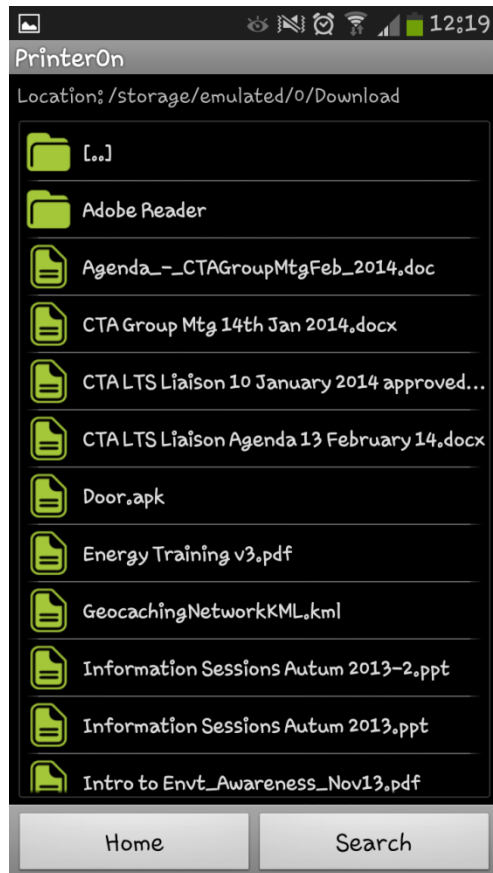 12:19
PrinterOn
Location: /storage/emulated/0/Download
[..]
Adobe Reader
Agenda_-_CTAGroupMtgFeb_2014.doc
CTA Group Mtg 14th Jan 2014.docx
CTA LTS Liaison 10 January 2014 approved...
CTA LTS Liaison Agenda 13 February 14.docx
Door.apk
Energy Training v3.pdf
GeocachingNetworkKML.kml
Information Sessions Autum 2013-2.ppt
Information Sessions Autum 2013.ppt
Intro to Envt_Awareness_Nov13.pdf
Home Search